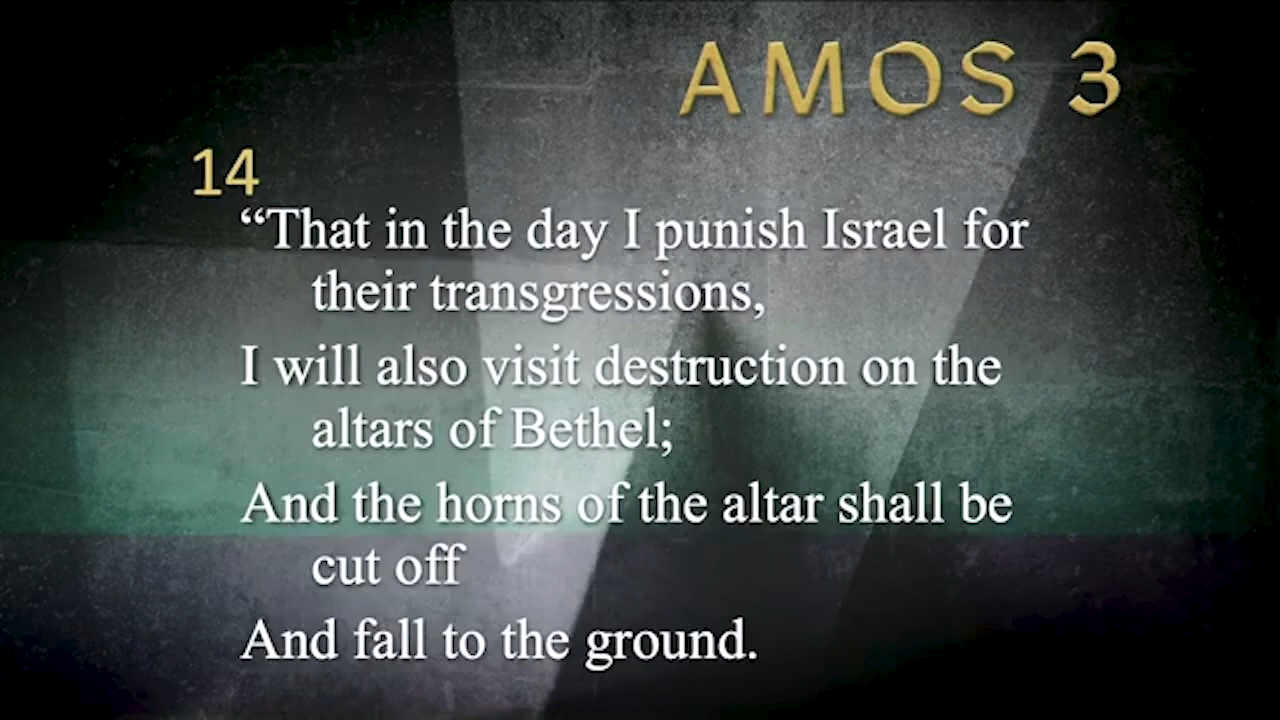 AMOS 3
14
“That in the day I punish Israel for
their transgressions,
I will also visit destruction on the
altars of Bethel;
And the horns of the altar shall be
cut off
And fall to the ground.